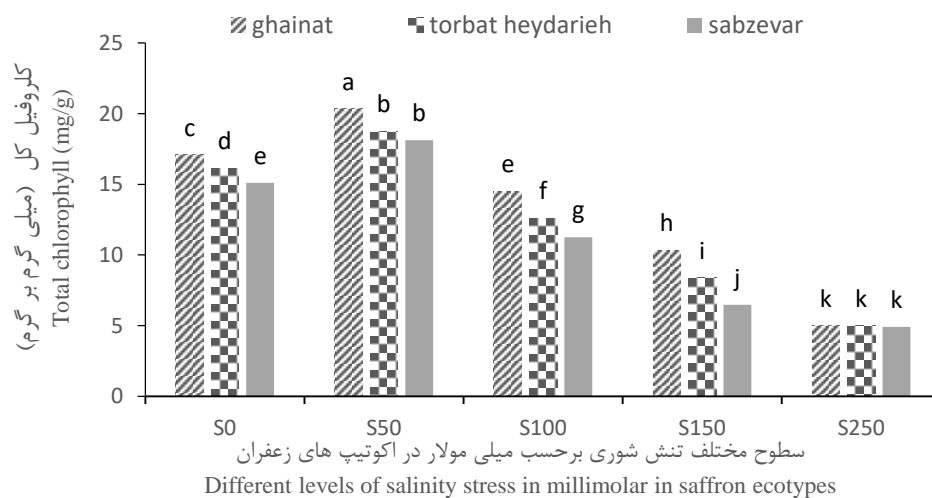 ghainat torbat heydarieh sabzevar
کلروفیل کل (میلی گرم بر گرم)
Total chlorophyll (mg/g)
25
20
15
10
5
0
c d e
a b b
e f g
h i j
k k k
S0 S50 S100 S150 S250
سطوح مختلف تنش شوری برحسب میلی مولار در اکوتیپ های زعفران
Different levels of salinity stress in millimolar in saffron ecotypes